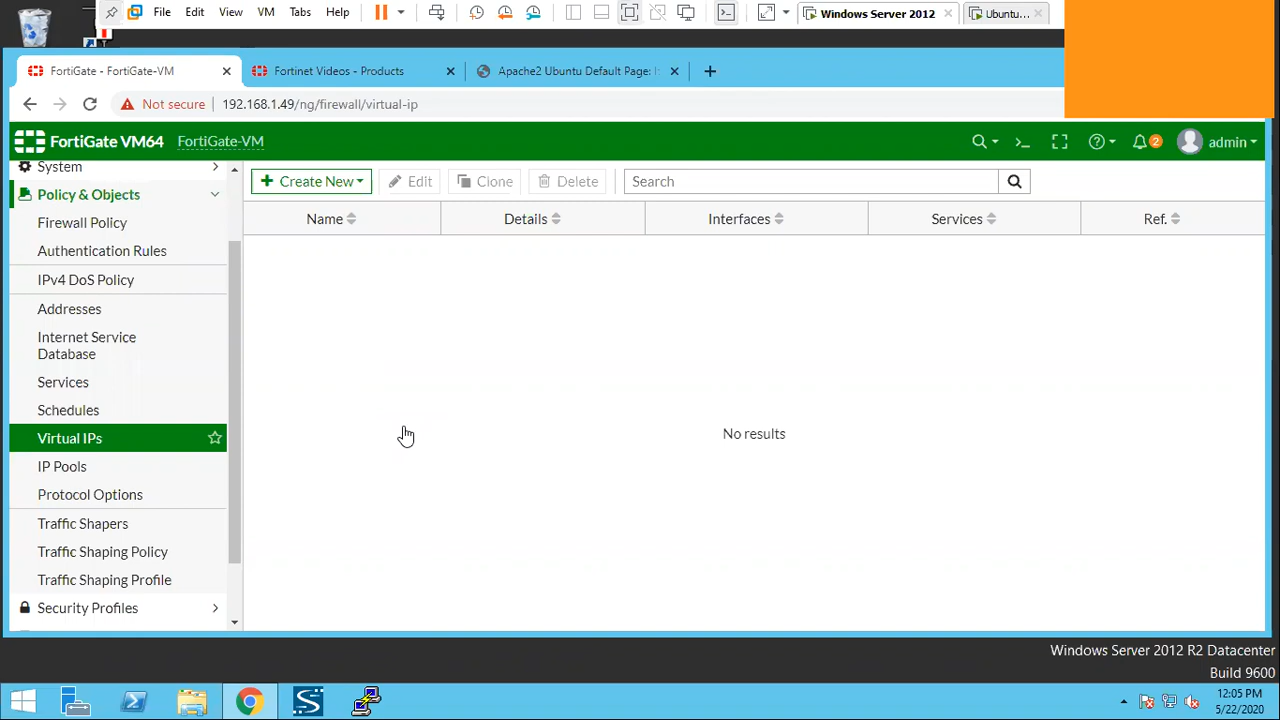 File Edit View VM Tabs Help
Windows Server 2012
Ubuntu...
FortiGate - FortiGate-VM
Fortinet Videos - Products
Apache2 Ubuntu Default Page: I
Not secure
192.168.1.49/ng/firewall/virtual-ip
FortiGate VM64
FortiGate-VM
2
admin
System
Policy & Objects
Firewall Policy
Authentication Rules
IPv4 DoS Policy
Addresses
Internet Service
Database
Services
Schedules
Virtual IPs
IP Pools
Protocol Options
Traffic Shapers
Traffic Shaping Policy
Traffic Shaping Profile
Security Profiles
Create New
Edit
Clone
Delete
Search
Name
Details
Interfaces
Services
Ref.
No results
Windows Server 2012 R2 Datacenter
Build 9600
12:05 PM
5/22/2020